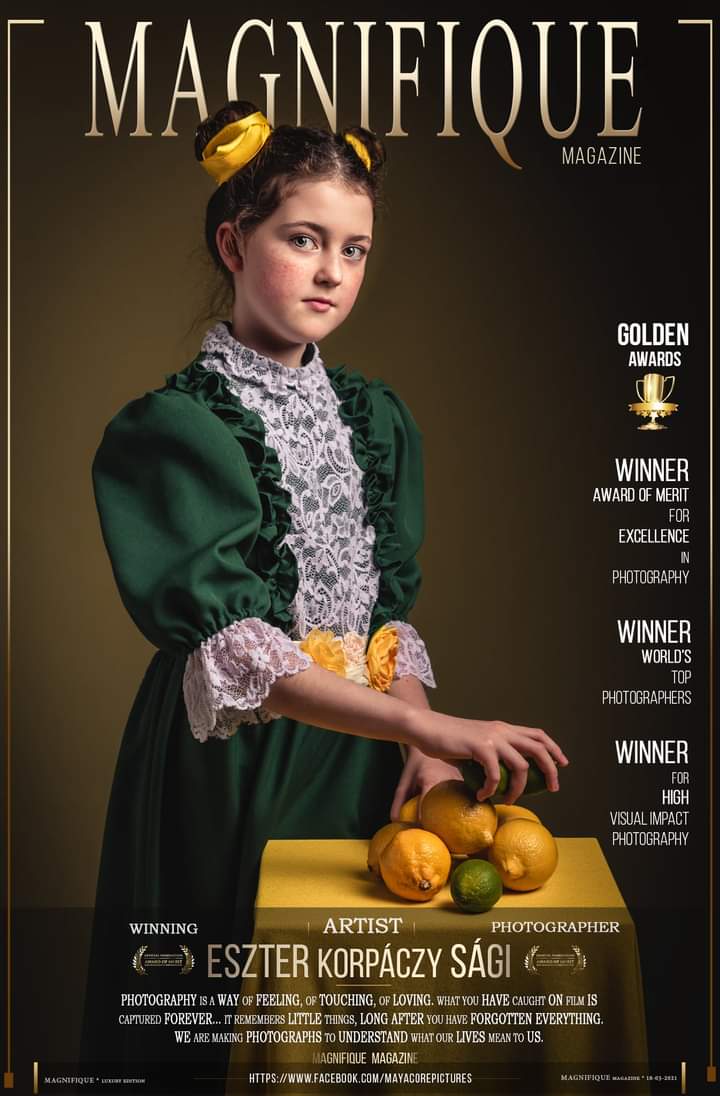 MAGNIFIQUE
MAGAZINE
GOLDEN
AWARDS
WINNER
AWARD OF MERIT
FOR
EXCELLENCE
IN
PHOTOGRAPHY
WINNER
WORLD'S
TOP
PHOTOGRAPHERS
WINNER
FOR
HIGH
VISUAL IMPACT
PHOTOGRAPHY
WINNING ARTIST PHOTOGRAPHER
ESZTER KORPÁCZY SÁGI
PHOTOGRAPHY IS A WAY OF FEELING, OF TOUCHING, OF LOVING. WHAT YOU HAVE CAUGHT ON FILM IS
CAPTURED FOREVER... IT REMEMBERS LITTLE THINGS, LONG AFTER YOU HAVE FORGOTTEN EVERYTHING.
WE ARE MAKING PHOTOGRAPHS TO UNDERSTAND WHAT OUR LIVES MEAN TO US.
MAGNIFIQUE MAGAZINE
MAGNIFIQUE * LUXURY EDITION
HTTPS://WWW.FACEBOOK.COM/MAYACOREPICTURES
MAGNIFIQUE MAGAZINE * 18-03-2021